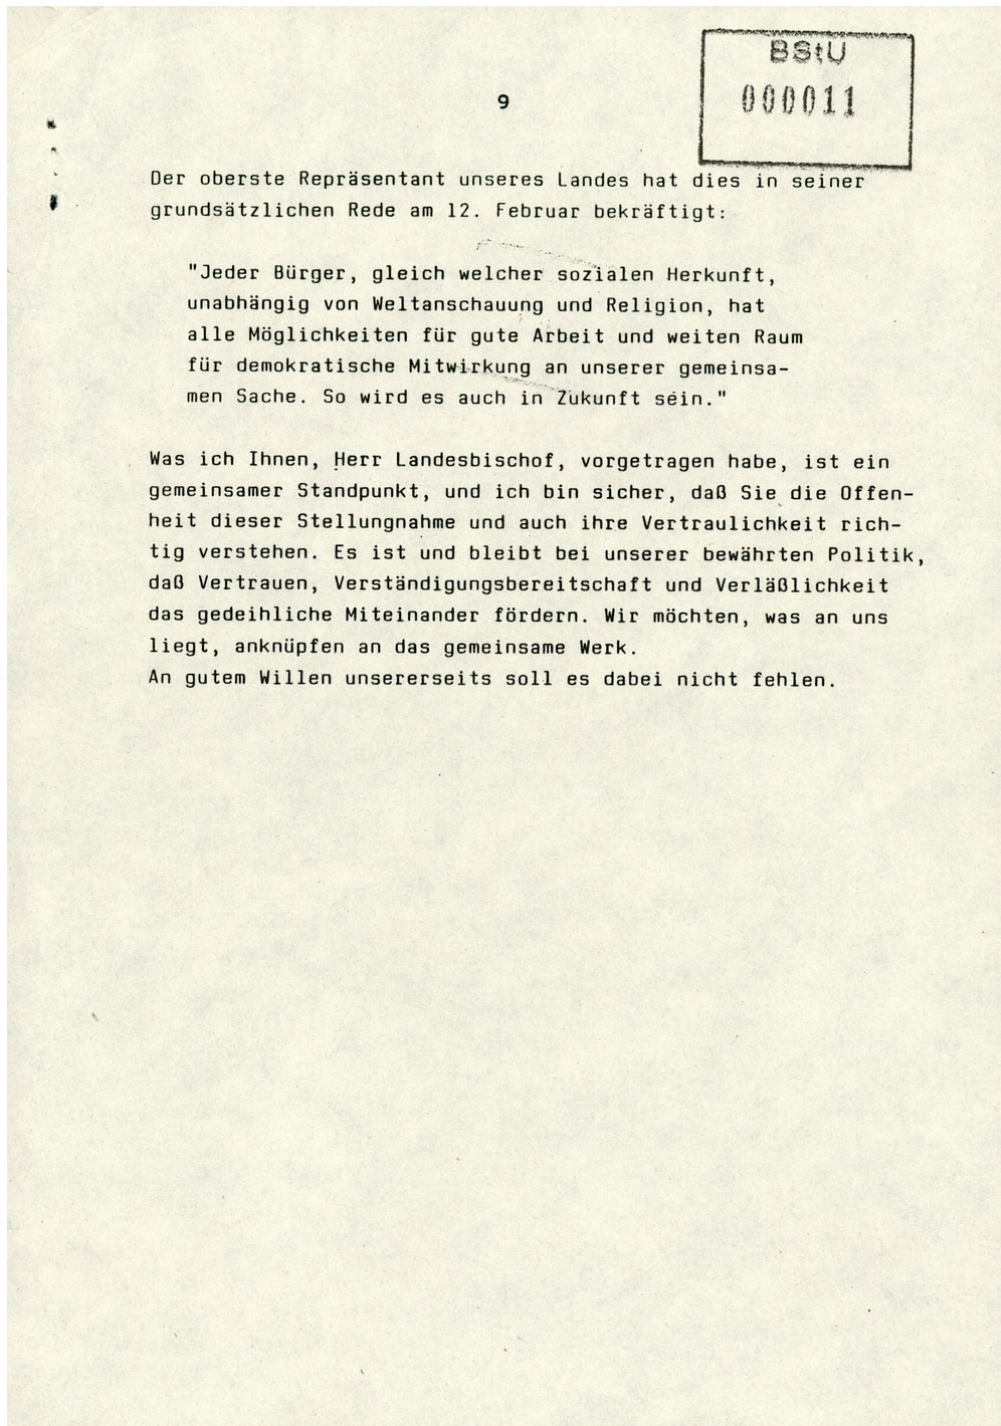 BStU
000011
9
Der oberste Repräsentant unseres Landes hat dies in seiner
grundsätzlichen Rede am 12. Februar bekräftigt:
"Jeder Bürger, gleich welcher sozialen Herkunft,
unabhängig von Weltanschauung und Religion, hat
alle Möglichkeiten für gute Arbeit und weiten Raum
für demokratische Mitwirkung an unserer gemeinsa-
men Sache. So wird es auch in Zukunft sein."
Was ich Ihnen, Herr Landesbischof, vorgetragen habe, ist ein
gemeinsamer Standpunkt, und ich bin sicher, daß Sie die Offen-
heit dieser Stellungnahme und auch ihre Vertraulichkeit rich-
tig verstehen. Es ist und bleibt bei unserer bewährten Politik,
daß Vertrauen, Verständigungsbereitschaft und Verläßlichkeit
das gedeihliche Miteinander fördern. Wir möchten, was an uns
liegt, anknüpfen an das gemeinsame Werk.
An gutem Willen unsererseits soll es dabei nicht fehlen.